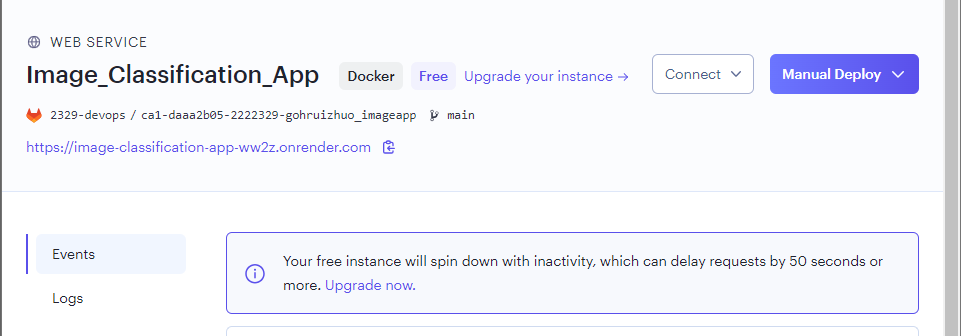 WEB SERVICE
Image_Classification_App Docker Free Upgrade your instance → Connect Manual Deploy
2329-devops / ca1-daaa2b05-2222329-gohruizhuo_imageapp main
https://image-classification-app-ww2z.onrender.com
Events
Your free instance will spin down with inactivity, which can delay requests by 50 seconds or
more. Upgrade now.
Logs